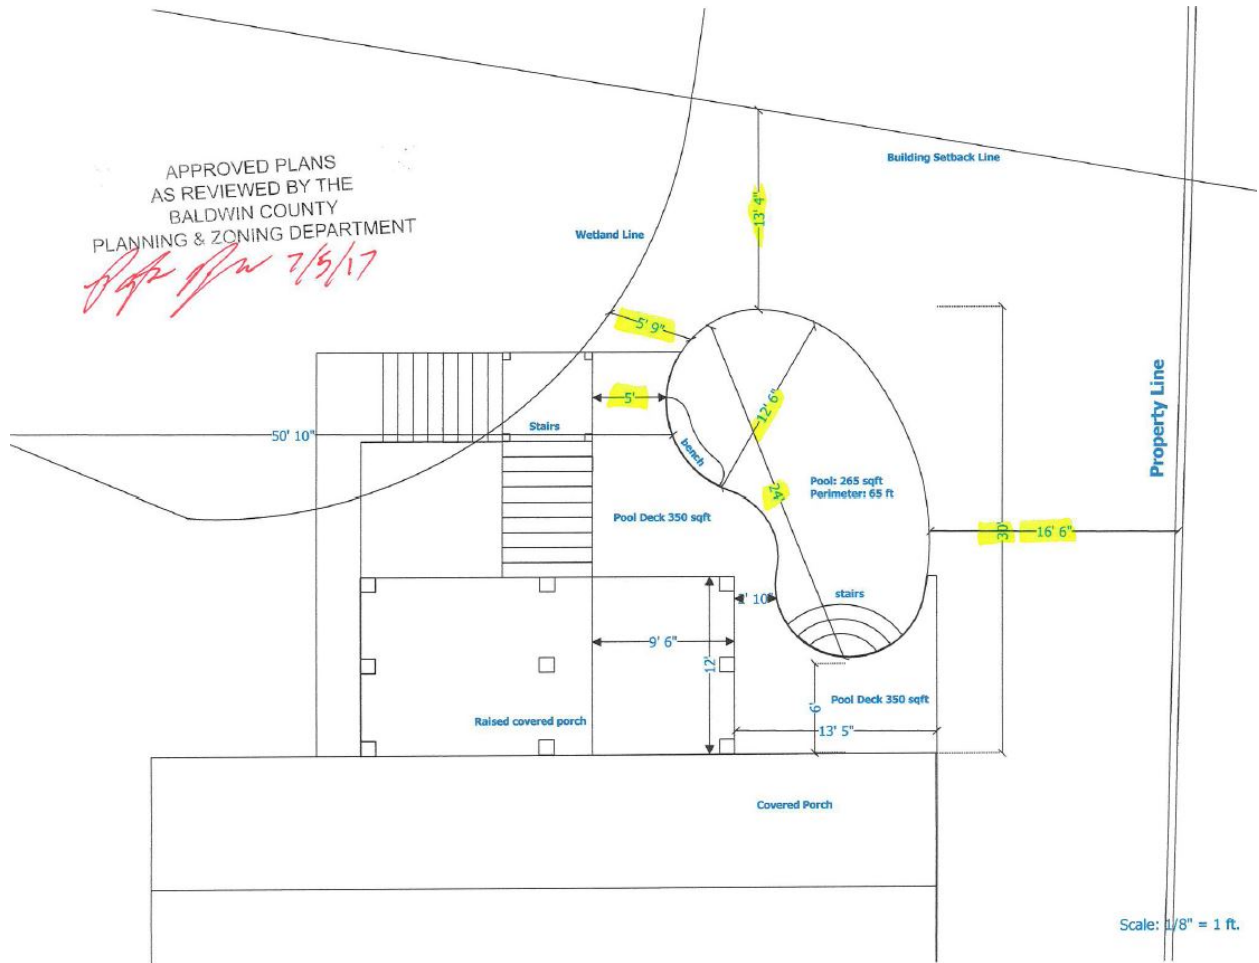 APPROVED PLANS
AS REVIEWED BY THE
BALDWIN COUNTY
PLANNING & ZONING DEPARTMENT
7/5/17
Building Setback Line
13' 4"
Wetland Line
5' 9"
5'
12' 6"
Property Line
Stairs
50' 10"
bench
24'
Pool: 265 sqft
Perimeter: 65 ft
Pool Deck 350 sqft
30'
16' 6"
stairs
10"
9' 6"
12'
Pool Deck 350 sqft
6'
Raised covered porch
13' 5"
Covered Porch
Scale: 1/8" = 1 ft.